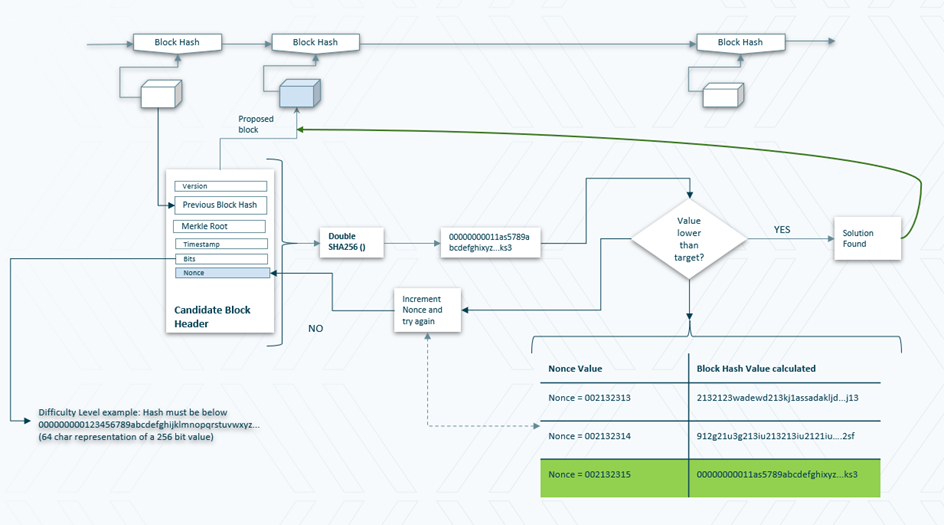 Block Hash
Block Hash
Block Hash
Proposed
block
Version
Previous Block Hash
Merkle Root
Timestamp
Bits
Nonce
Candidate Block
Header
Double
SHA256 ()
00000000011as5789a
bcdefghixyz...ks3
Value
lower
than
target?
YES
Solution
Found
Increment
Nonce and
try again
NO
Difficulty Level example: Hash must be below
000000000123456789abcdefghijklmnopqrstuvwxyz...
(64 char representation of a 256 bit value)
Nonce Value
Block Hash Value calculated
Nonce = 002132313
2132123wadewd213kj1assadakljd...j13
Nonce = 002132314
912g21u3g213iu213213iu2121iu....2sf
Nonce = 002132315
00000000011as5789abcdefghixyz...ks3